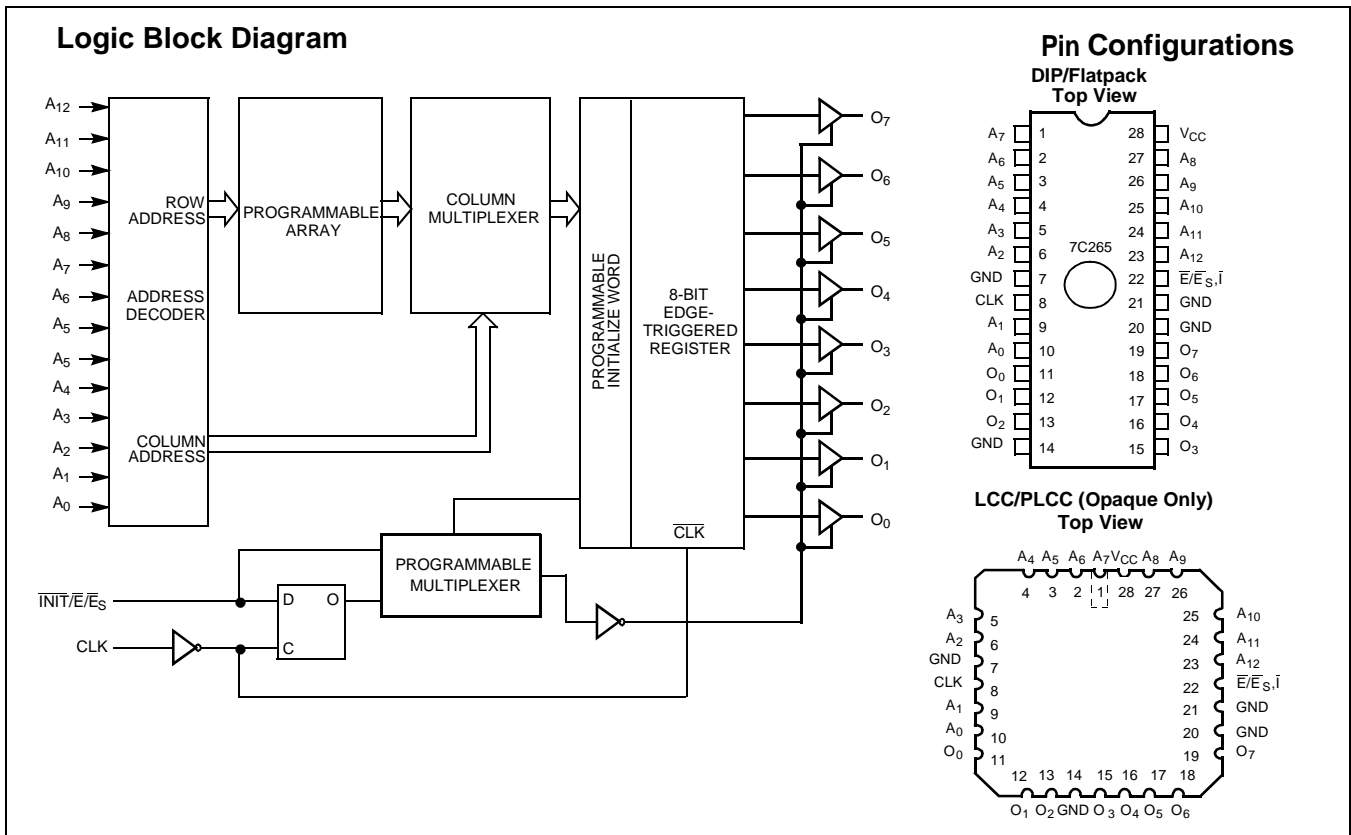 Logic Block Diagram
A12
A11
A10
A9
A8
A7
A6
A5
A5
A4
A3
A2
A1
A0
ROW
ADDRESS
ADDRESS
DECODER
COLUMN
ADDRESS
PROGRAMMABLE
ARRAY
COLUMN
MULTIPLEXER
PROGRAMMABLE
INITIALIZE WORD
8-BIT
EDGE-
TRIGGERED
REGISTER
C̅L̅K̅
O7
O6
O5
O4
O3
O2
O1
O0
I̅N̅I̅T̅/E̅/E̅S
CLK
D O
C
PROGRAMMABLE
MULTIPLEXER
Pin Configurations
DIP/Flatpack
Top View
A7 1 28 VCC
A6 2 27 A8
A5 3 26 A9
A4 4 25 A10
A3 5 24 A11
A2 6 23 A12
7C265
GND 7 22 E̅/E̅S,I̅
CLK 8 21 GND
A1 9 20 GND
A0 10 19 O7
O0 11 18 O6
O1 12 17 O5
O2 13 16 O4
GND 14 15 O3
LCC/PLCC (Opaque Only)
Top View
A4 A5 A6 A7 VCC A8 A9
4 3 2 1 28 27 26
A3 5 25 A10
A2 6 24 A11
GND 7 23 A12
CLK 8 22 E̅/E̅S,I̅
A1 9 21 GND
A0 10 20 GND
O0 11 19 O7
12 13 14 15 16 17 18
O1 O2 GND O3 O4 O5 O6